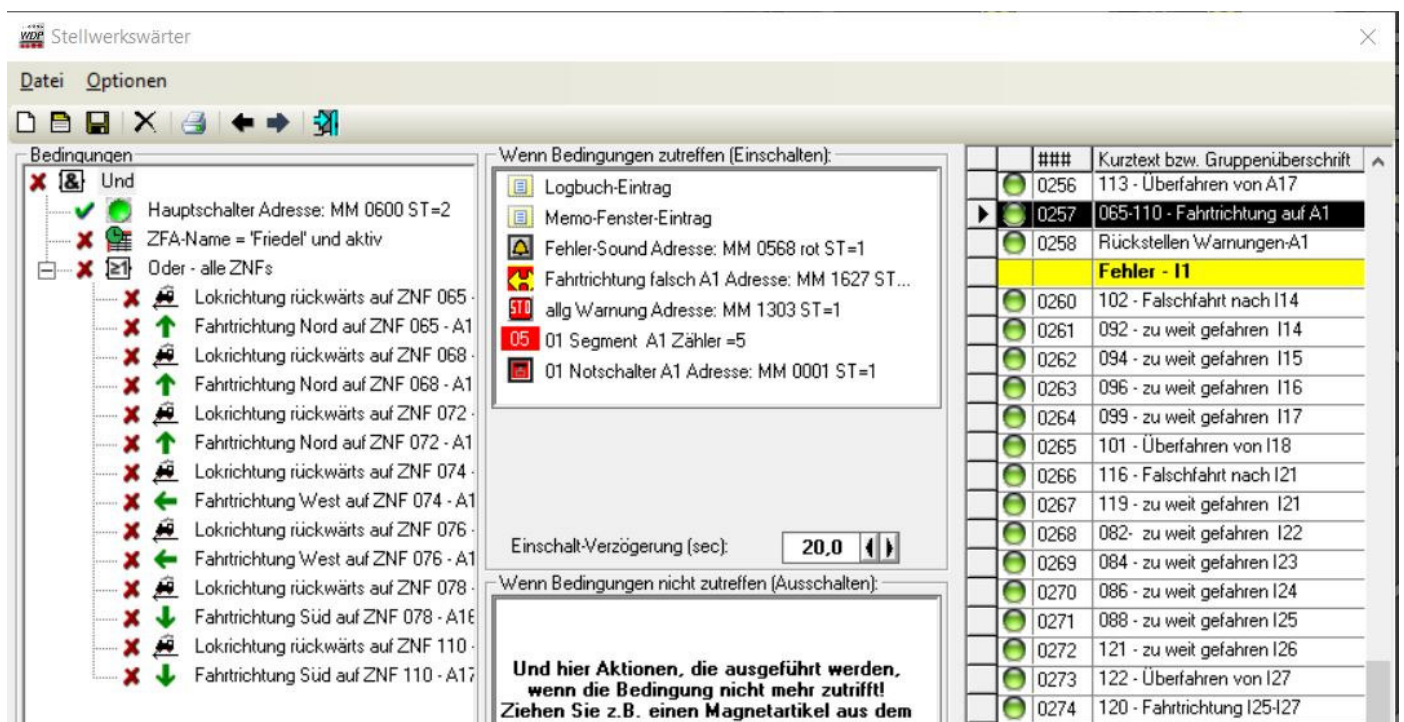 WDP Stellwerkswärter
Datei Optionen
Bedingungen
& Und
Hauptschalter Adresse: MM 0600 ST=2
ZFA-Name = 'Friedel' und aktiv
≥1 Oder - alle ZNFs
Lokrichtung rückwärts auf ZNF 065 -
Fahrtrichtung Nord auf ZNF 065 - A1
Lokrichtung rückwärts auf ZNF 068 -
Fahrtrichtung Nord auf ZNF 068 - A1
Lokrichtung rückwärts auf ZNF 072 -
Fahrtrichtung Nord auf ZNF 072 - A1
Lokrichtung rückwärts auf ZNF 074 -
Fahrtrichtung West auf ZNF 074 - A1
Lokrichtung rückwärts auf ZNF 076 -
Fahrtrichtung West auf ZNF 076 - A1
Lokrichtung rückwärts auf ZNF 078 -
Fahrtrichtung Süd auf ZNF 078 - A16
Lokrichtung rückwärts auf ZNF 110 -
Fahrtrichtung Süd auf ZNF 110 - A17
Wenn Bedingungen zutreffen (Einschalten):
Logbuch-Eintrag
Memo-Fenster-Eintrag
Fehler-Sound Adresse: MM 0568 rot ST=1
Fahrtrichtung falsch A1 Adresse: MM 1627 ST...
STO allg Warnung Adresse: MM 1303 ST=1
05 01 Segment A1 Zähler =5
01 Notschalter A1 Adresse: MM 0001 ST=1
Einschalt-Verzögerung (sec): 20,0
Wenn Bedingungen nicht zutreffen (Ausschalten):
Und hier Aktionen, die ausgeführt werden,
wenn die Bedingung nicht mehr zutrifft!
Ziehen Sie z.B. einen Magnetartikel aus dem
### Kurztext bzw. Gruppenüberschrift
0256 113 - Überfahren von A17
0257 065-110 - Fahrtrichtung auf A1
0258 Rückstellen Warnungen-A1
Fehler - I1
0260 102 - Falschfahrt nach I14
0261 092 - zu weit gefahren I14
0262 094 - zu weit gefahren I15
0263 096 - zu weit gefahren I16
0264 099 - zu weit gefahren I17
0265 101 - Überfahren von I18
0266 116 - Falschfahrt nach I21
0267 119 - zu weit gefahren I21
0268 082- zu weit gefahren I22
0269 084 - zu weit gefahren I23
0270 086 - zu weit gefahren I24
0271 088 - zu weit gefahren I25
0272 121 - zu weit gefahren I26
0273 122 - Überfahren von I27
0274 120 - Fahrtrichtung I25-I27